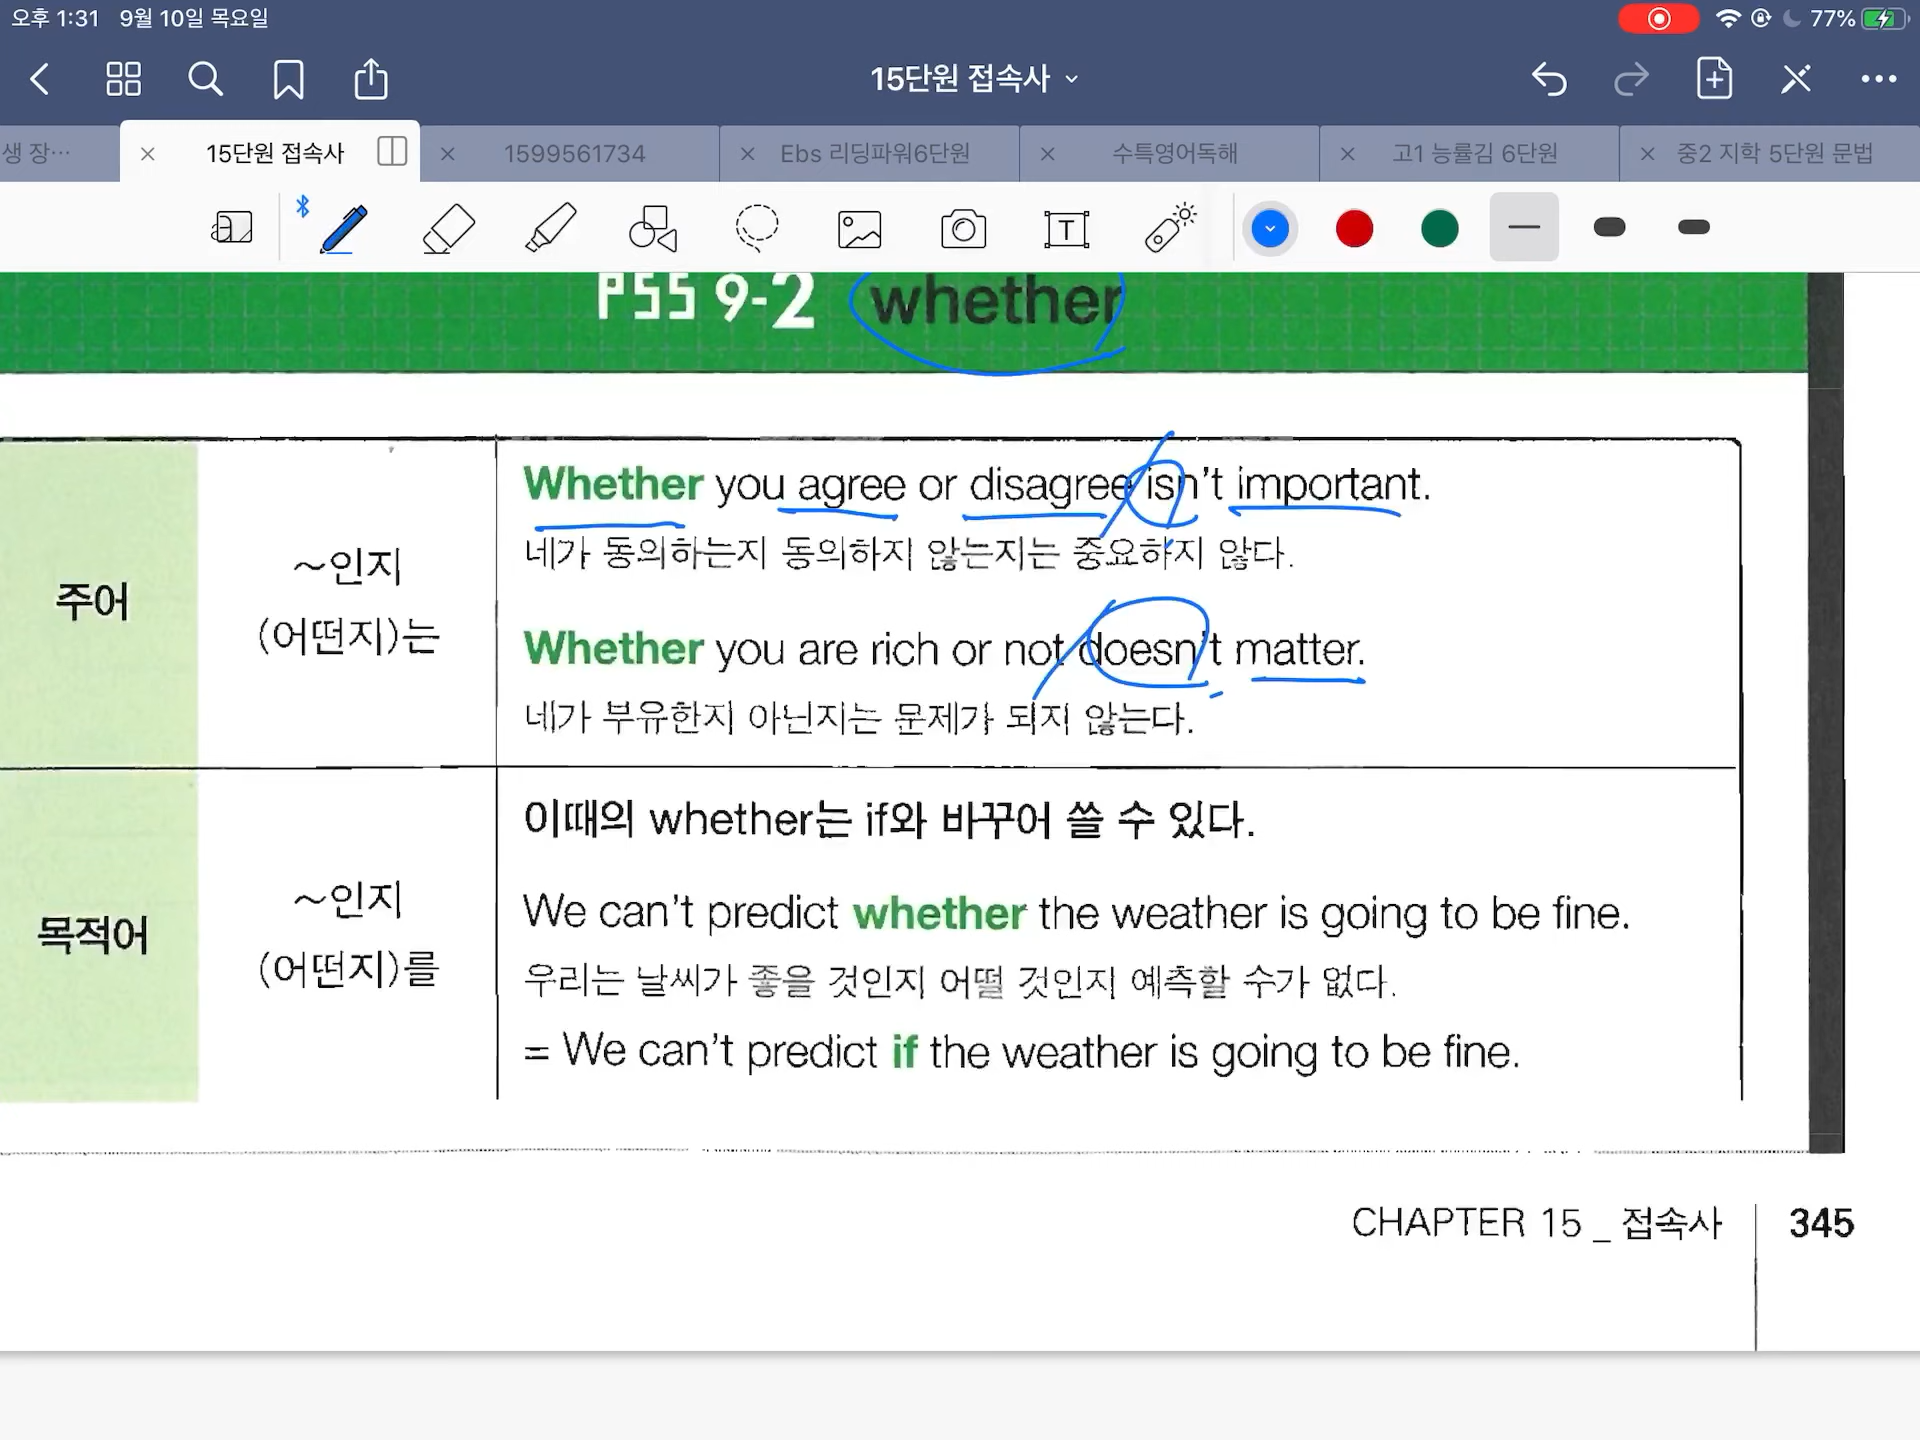 오후 1:31 9월 10일 목요일 77%
15단원 접속사
생 장… 15단원 접속사 1599561734 Ebs 리딩파워6단원 수특영어독해 고1 능률김 6단원 중2 지학 5단원 문법
PSS 9-2 whether
주어
~인지
(어떤지)는
Whether you agree or disagree isn't important.
네가 동의하는지 동의하지 않는지는 중요하지 않다.
Whether you are rich or not doesn't matter.
네가 부유한지 아닌지는 문제가 되지 않는다.
목적어
~인지
(어떤지)를
이때의 whether는 if와 바꾸어 쓸 수 있다.
We can't predict whether the weather is going to be fine.
우리는 날씨가 좋을 것인지 어떨 것인지 예측할 수가 없다.
= We can't predict if the weather is going to be fine.
CHAPTER 15 _ 접속사 345